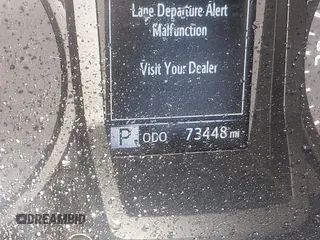 Lane Departure Alert
Malfunction
Visit Your Dealer
P ODO 73448 mi
DREAMBID